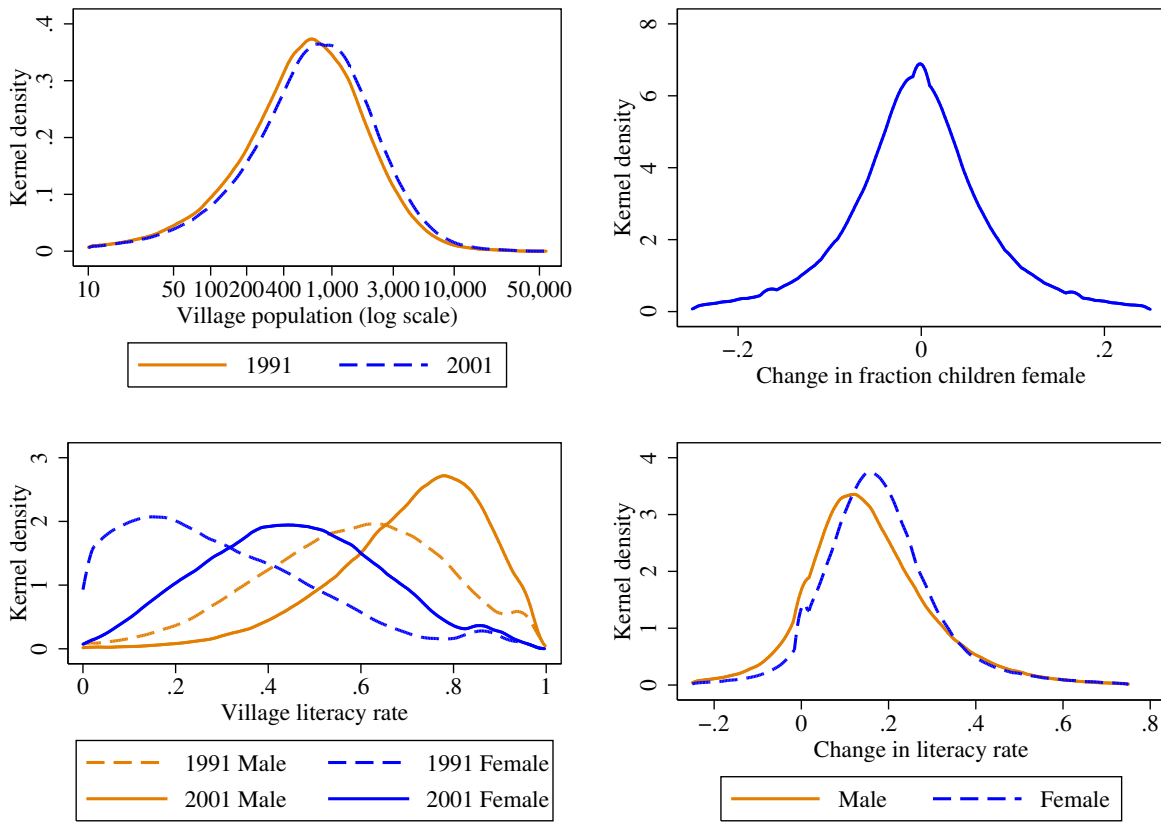 Kernel density
0 .1 .2 .3 .4
10 50 100 200 400 1,000 3,000 10,000 50,000
Village population (log scale)
1991 2001
Kernel density
0 2 4 6 8
−.2 0 .2
Change in fraction children female
Kernel density
0 1 2 3
0 .2 .4 .6 .8 1
Village literacy rate
1991 Male 1991 Female
2001 Male 2001 Female
Kernel density
0 1 2 3 4
−.2 0 .2 .4 .6 .8
Change in literacy rate
Male Female